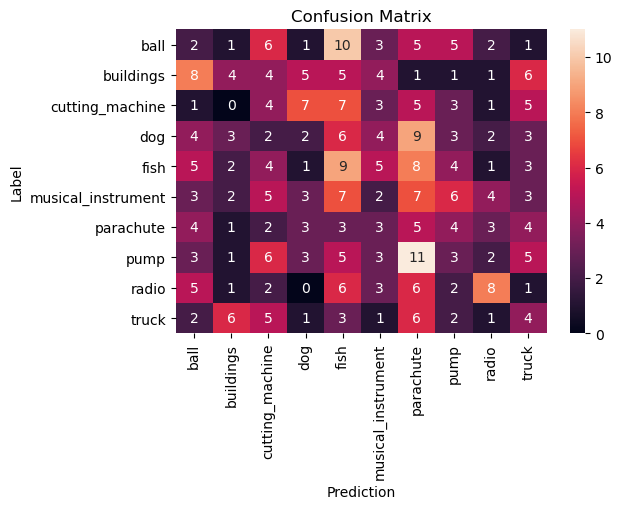 Confusion Matrix
ball 2 1 6 1 10 3 5 5 2 1
buildings 8 4 4 5 5 4 1 1 1 6
cutting_machine 1 0 4 7 7 3 5 3 1 5
dog 4 3 2 2 6 4 9 3 2 3
fish 5 2 4 1 9 5 8 4 1 3
musical_instrument 3 2 5 3 7 2 7 6 4 3
parachute 4 1 2 3 3 3 5 4 3 4
pump 3 1 6 3 5 3 11 3 2 5
radio 5 1 2 0 6 3 6 2 8 1
truck 2 6 5 1 3 1 6 2 1 4
Label
ball buildings cutting_machine dog fish musical_instrument parachute pump radio truck
Prediction
10
8
6
4
2
0